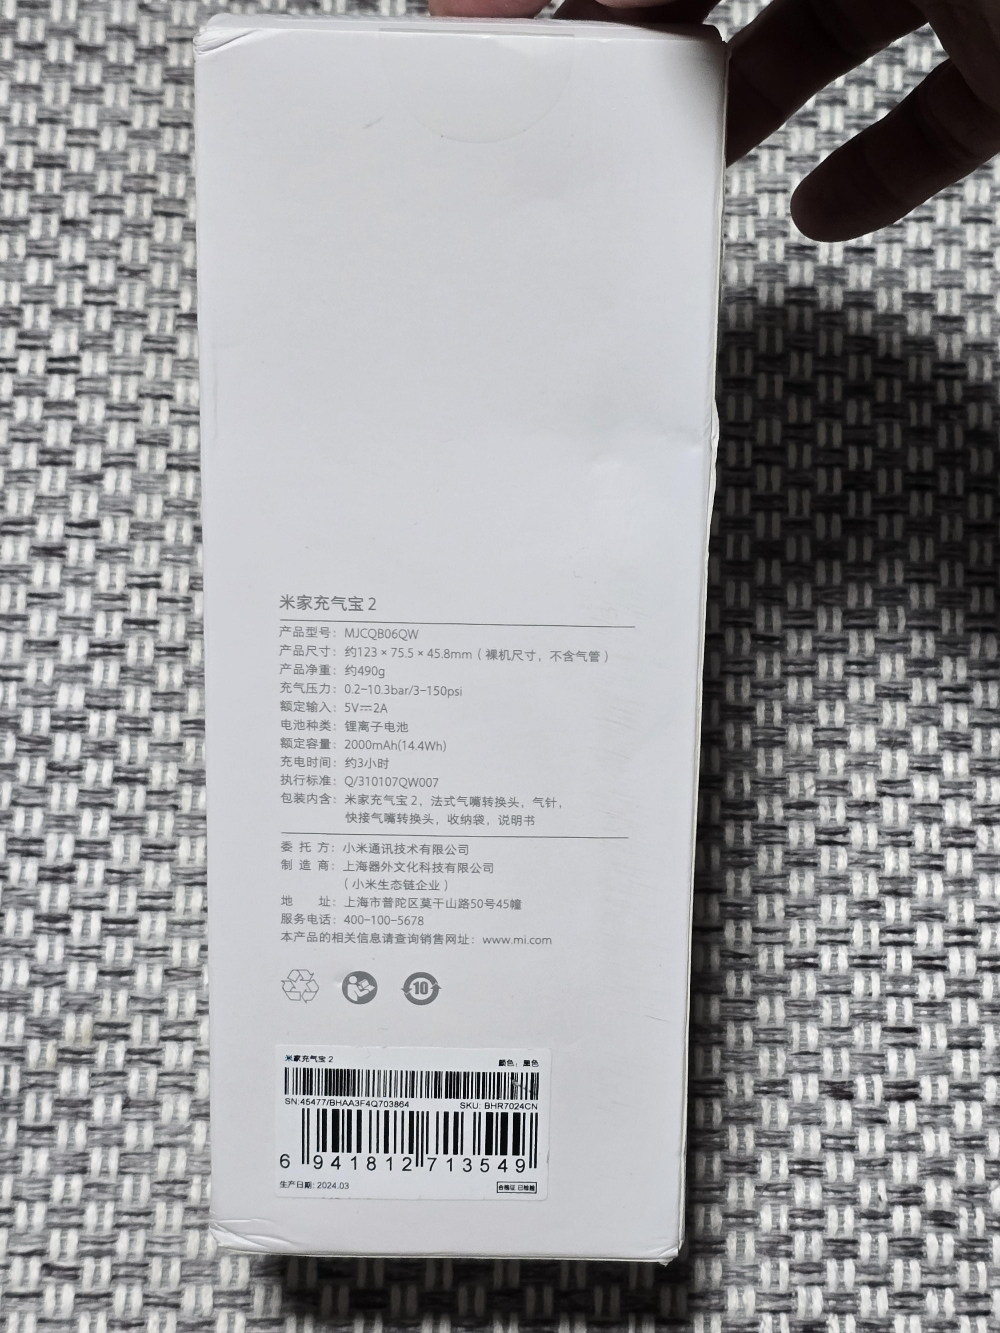 米家充气宝 2
产品型号：MJCQB06QW
产品尺寸：约123 × 75.5 × 45.8mm（裸机尺寸，不含气管）
产品净重：约490g
充气压力：0.2-10.3bar/3-150psi
额定输入：5V⎓2A
电池种类：锂离子电池
额定容量：2000mAh(14.4Wh)
充电时间：约3小时
执行标准：Q/310107QW007
包装内含：米家充气宝 2，法式气嘴转换头，气针，
快接气嘴转换头，收纳袋，说明书
委 托 方：小米通讯技术有限公司
制 造 商：上海器外文化科技有限公司
（小米生态链企业）
地 址：上海市普陀区莫干山路50号45幢
服务电话：400-100-5678
本产品的相关信息请查询销售网址：www.mi.com
10
米家充气宝 2 颜色：黑色
SN:45477/BHAA3F4Q703864 SKU: BHR7024CN
6 941812 713549
生产日期: 2024.03 合格证 已检验